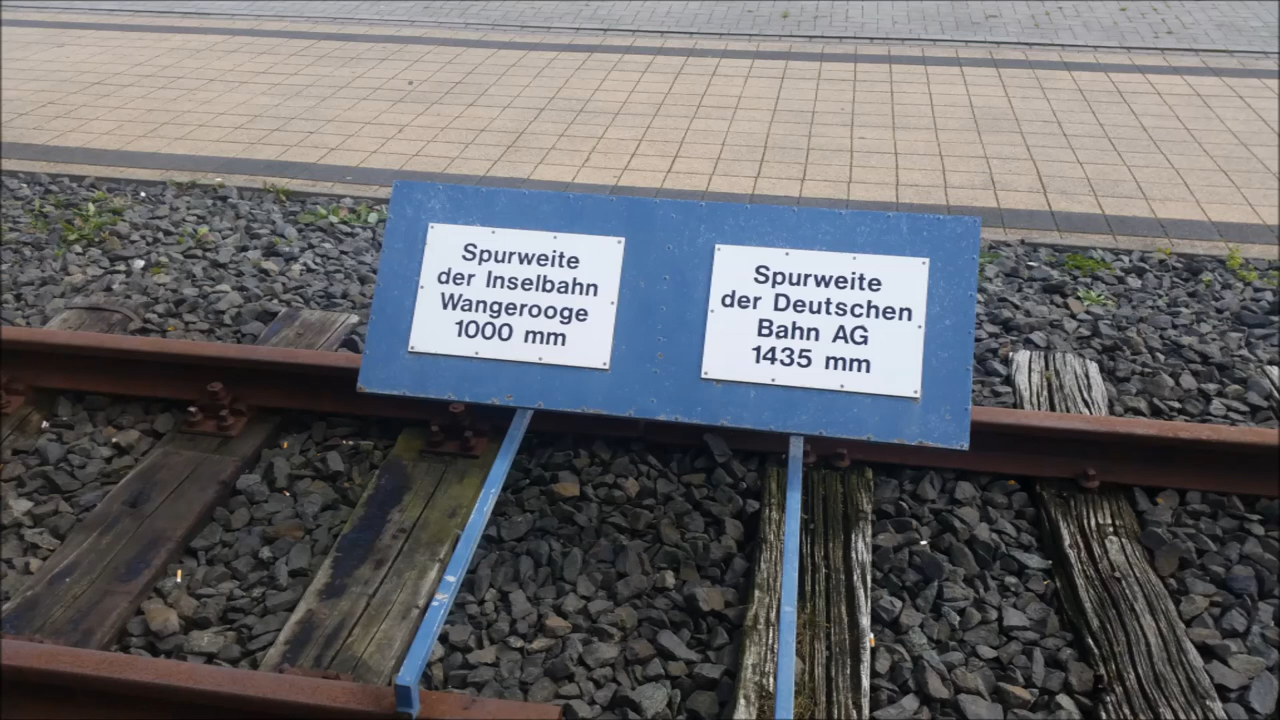 Spurweite
der Inselbahn
Wangerooge
1000 mm
Spurweite
der Deutschen
Bahn AG
1435 mm